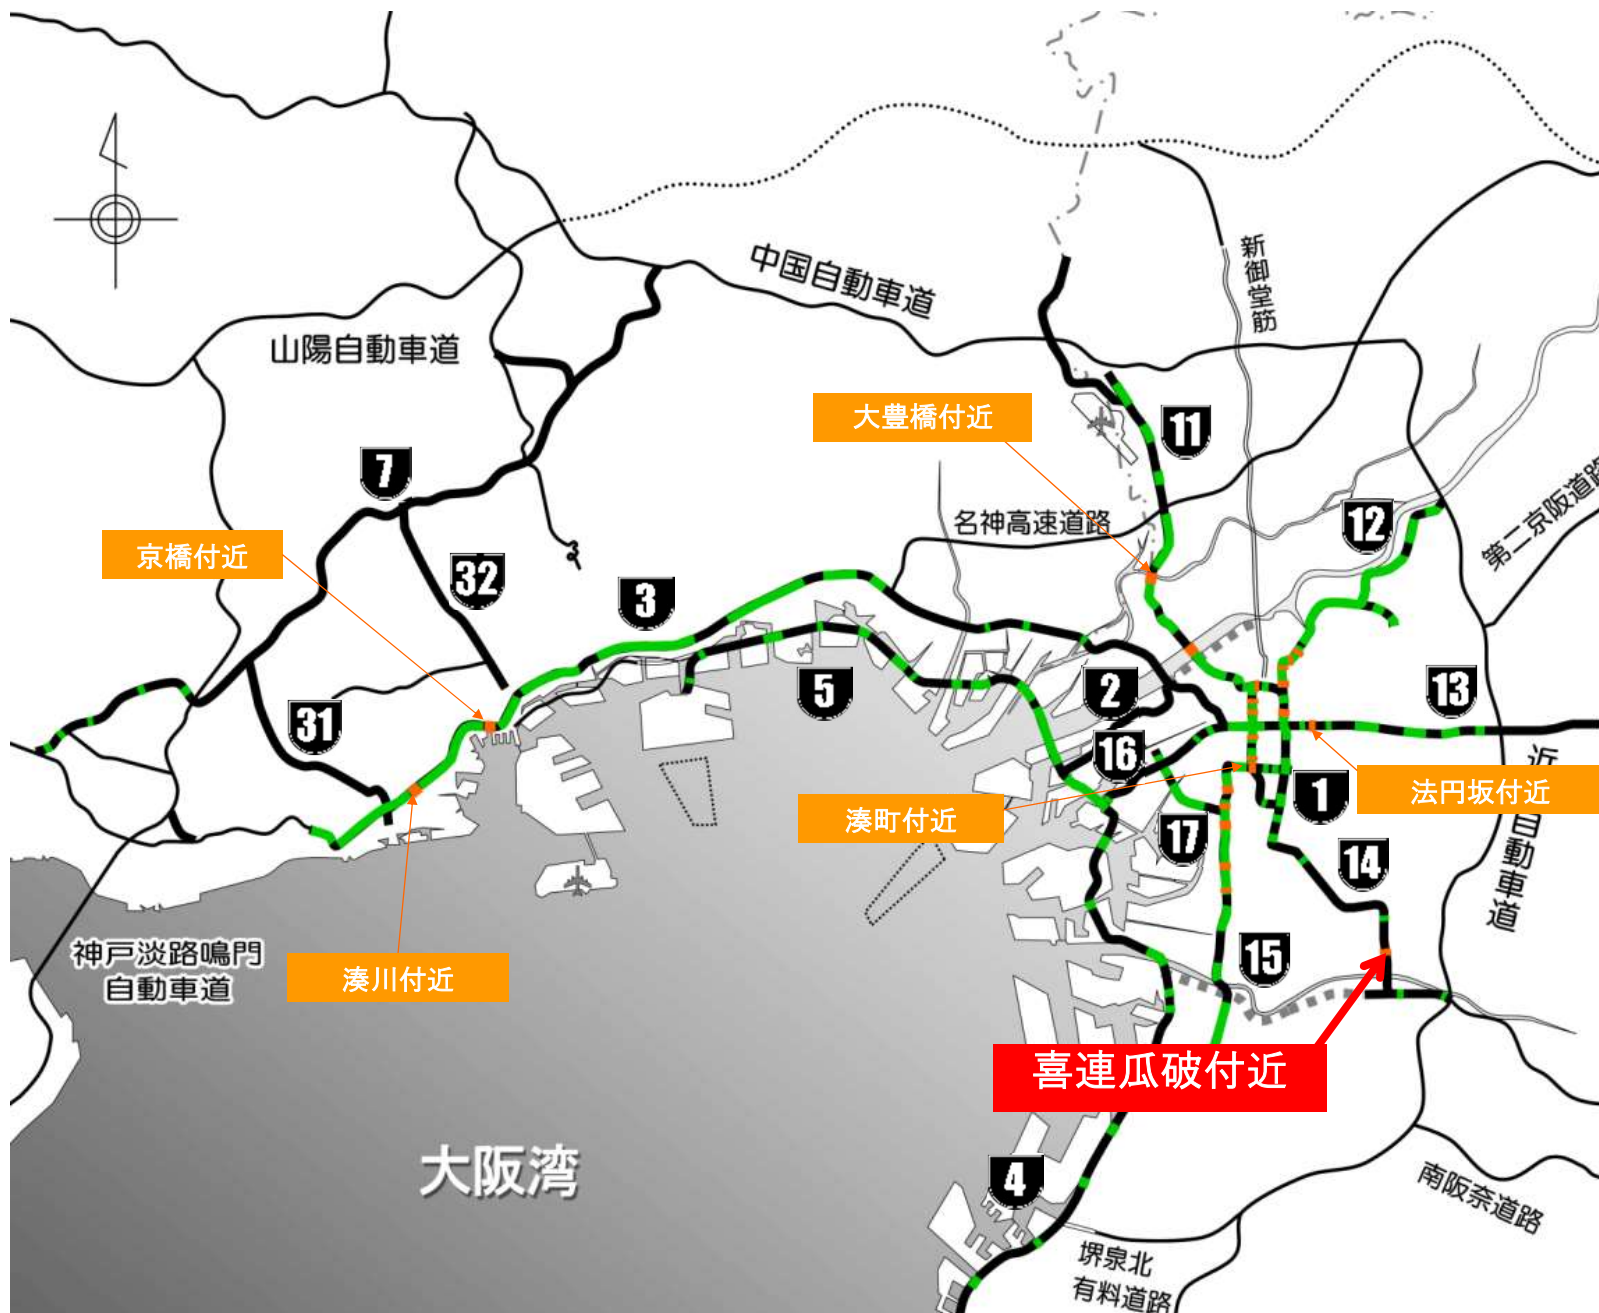 新御堂筋
中国自動車道
山陽自動車道
大豊橋付近
11
7
12
名神高速道路
第二京阪道路
京橋付近
32
3
5
2
13
31
16
近
自動車道
1
法円坂付近
湊町付近
17
14
神戸淡路鳴門
自動車道
湊川付近
15
喜連瓜破付近
大阪湾
4
南阪奈道路
堺泉北
有料道路